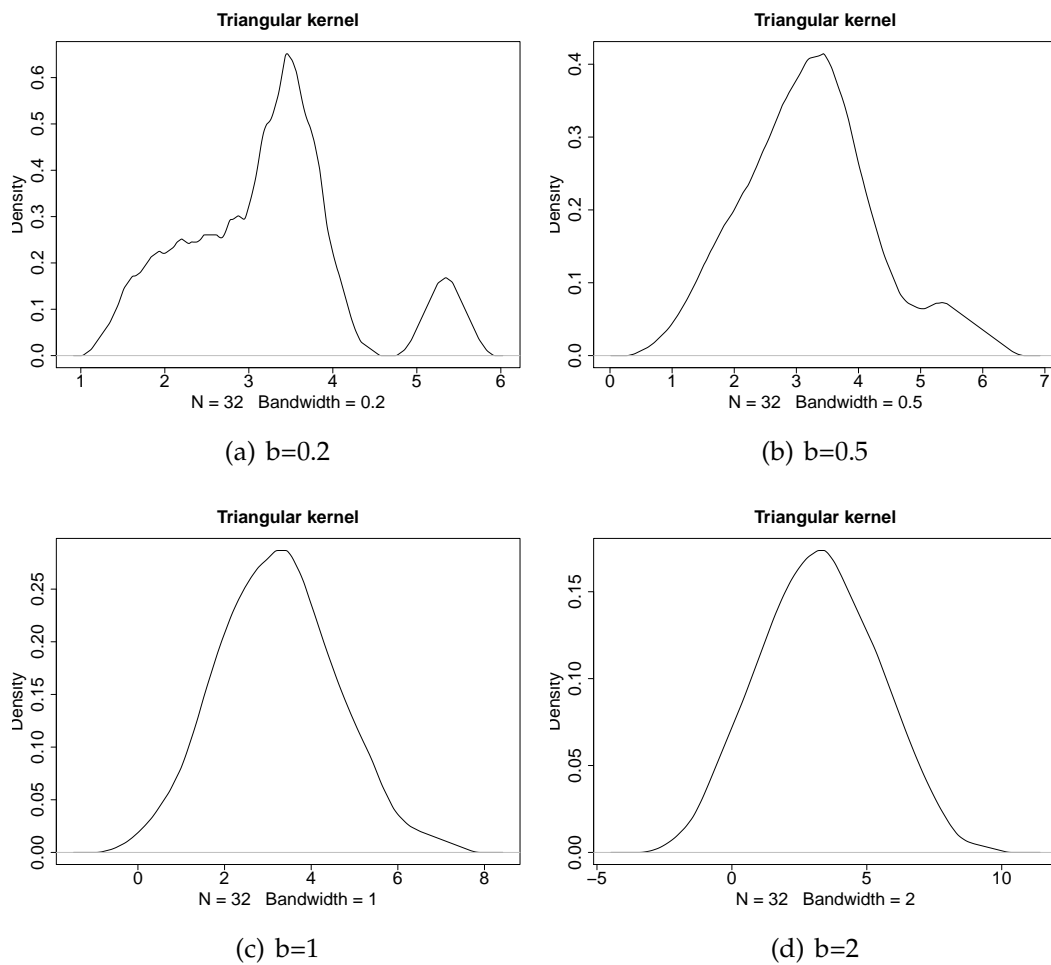 Triangular kernel
Density
0.0 0.1 0.2 0.3 0.4 0.5 0.6
1 2 3 4 5 6
N = 32 Bandwidth = 0.2
(a) b=0.2
Triangular kernel
Density
0.0 0.1 0.2 0.3 0.4
0 1 2 3 4 5 6 7
N = 32 Bandwidth = 0.5
(b) b=0.5
Triangular kernel
Density
0.00 0.05 0.10 0.15 0.20 0.25
0 2 4 6 8
N = 32 Bandwidth = 1
(c) b=1
Triangular kernel
Density
0.00 0.05 0.10 0.15
−5 0 5 10
N = 32 Bandwidth = 2
(d) b=2